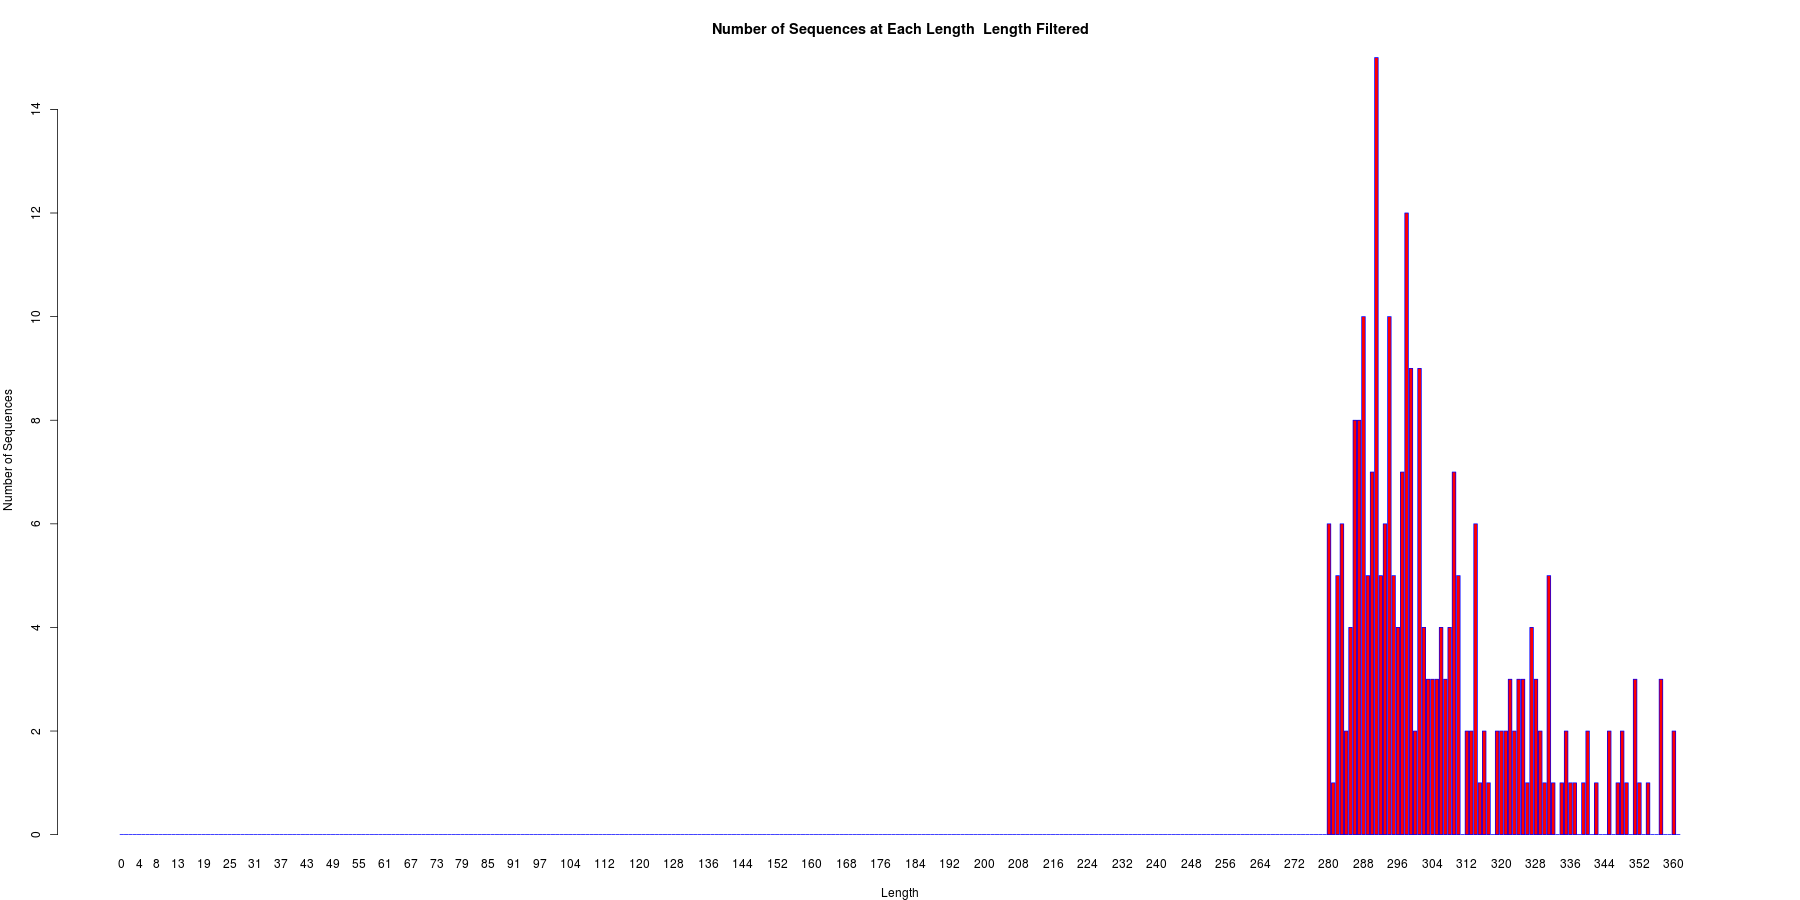 Number of Sequences at Each Length  Length Filtered
14
12
10
8
6
4
2
0
Number of Sequences
0 4 8 13 19 25 31 37 43 49 55 61 67 73 79 85 91 97 104 112 120 128 136 144 152 160 168 176 184 192 200 208 216 224 232 240 248 256 264 272 280 288 296 304 312 320 328 336 344 352 360
Length